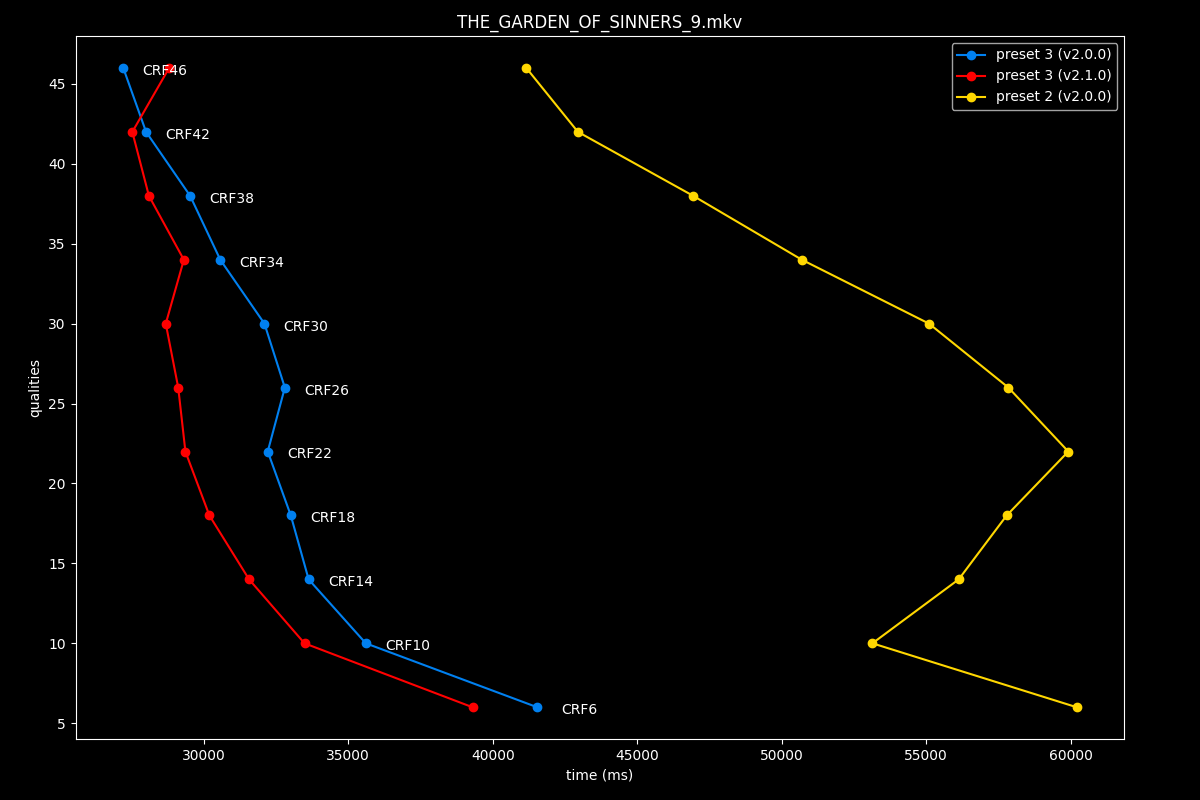 THE_GARDEN_OF_SINNERS_9.mkv
preset 3 (v2.0.0)
preset 3 (v2.1.0)
preset 2 (v2.0.0)
CRF46
CRF42
CRF38
CRF34
CRF30
CRF26
CRF22
CRF18
CRF14
CRF10
CRF6
45
40
35
30
25
20
15
10
5
qualities
30000
35000
40000
45000
50000
55000
60000
time (ms)